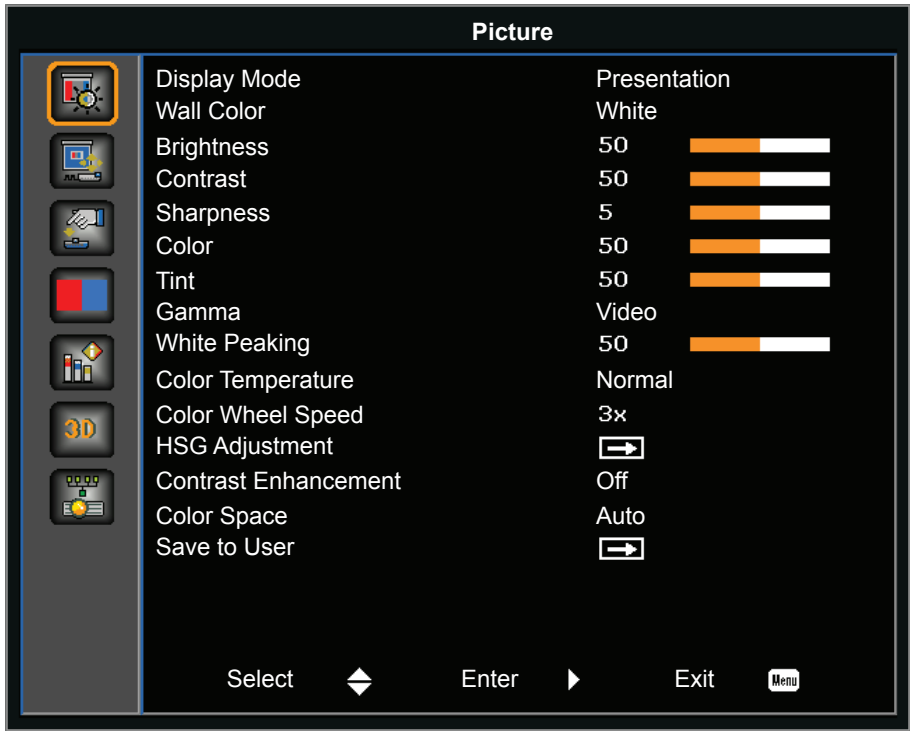 Picture
Display Mode Presentation
Wall Color White
Brightness 50
Contrast 50
Sharpness 5
Color 50
Tint 50
Gamma Video
White Peaking 50
3D
Color Temperature Normal
Color Wheel Speed 3x
HSG Adjustment
Contrast Enhancement Off
Color Space Auto
Save to User
Select Enter Exit Menu